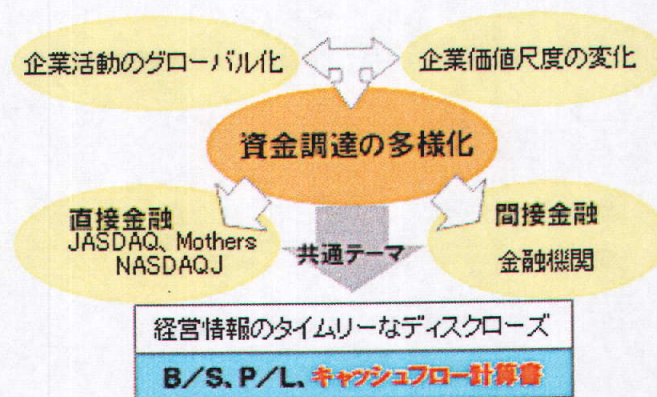 企業活動のグローバル化
企業価値尺度の変化
資金調達の多様化
直接金融
JASDAQ、Mothers
NASDAQJ
共通テーマ
間接金融
金融機関
経営情報のタイムリーなディスクローズ
B/S、P/L、キャッシュフロー計算書